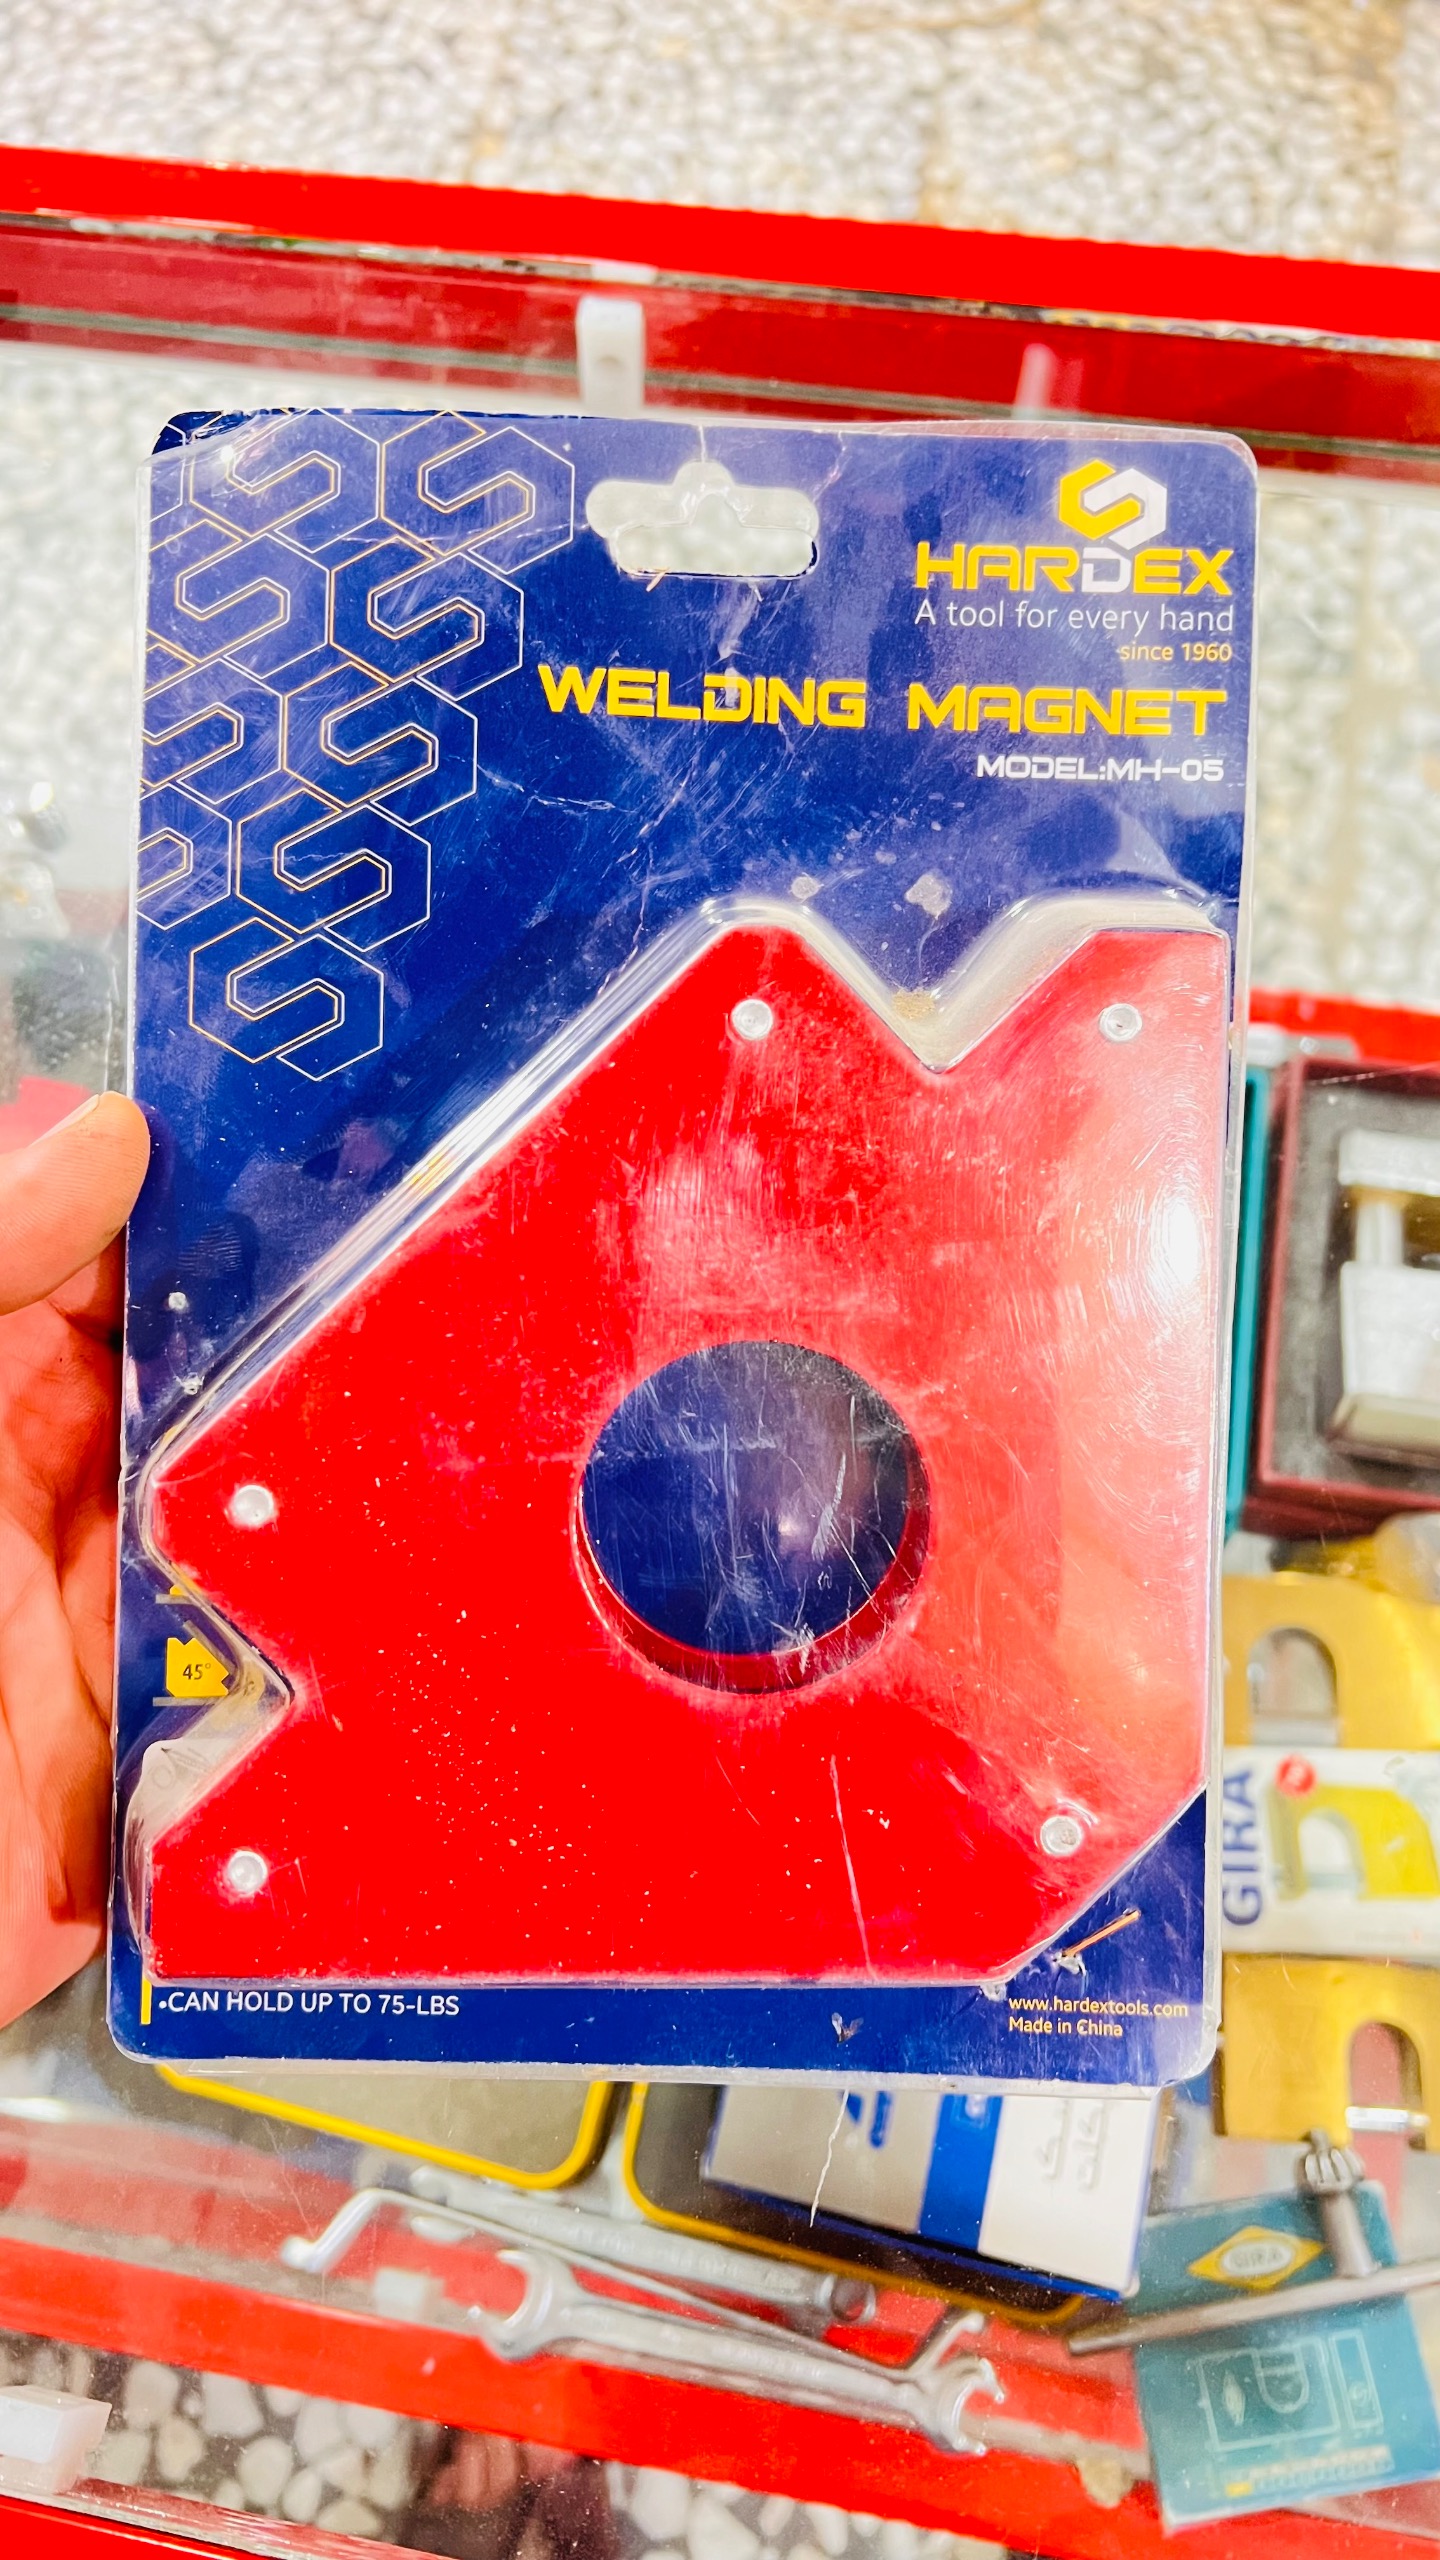 HARDEX
A tool for every hand
since 1960
WELDING MAGNET
MODEL:MH-05
45°
•CAN HOLD UP TO 75-LBS
www.hardextools.com
Made in China
GIRA
GIRA